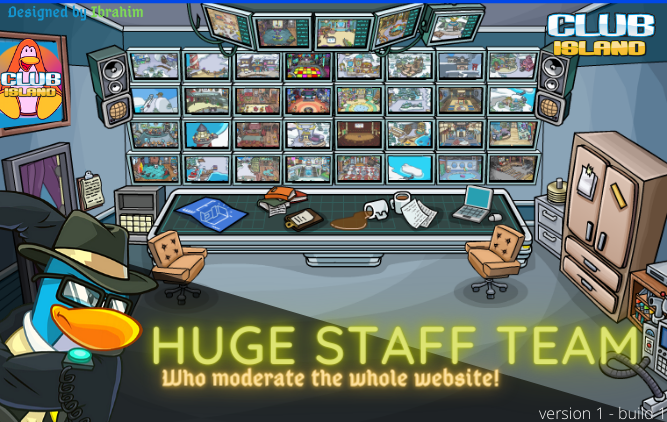 Designed by Ibrahim
CLUB
ISLAND
CLUB
ISLAND
HUGE STAFF TEAM
Who moderate the whole website!
version 1 - build 1